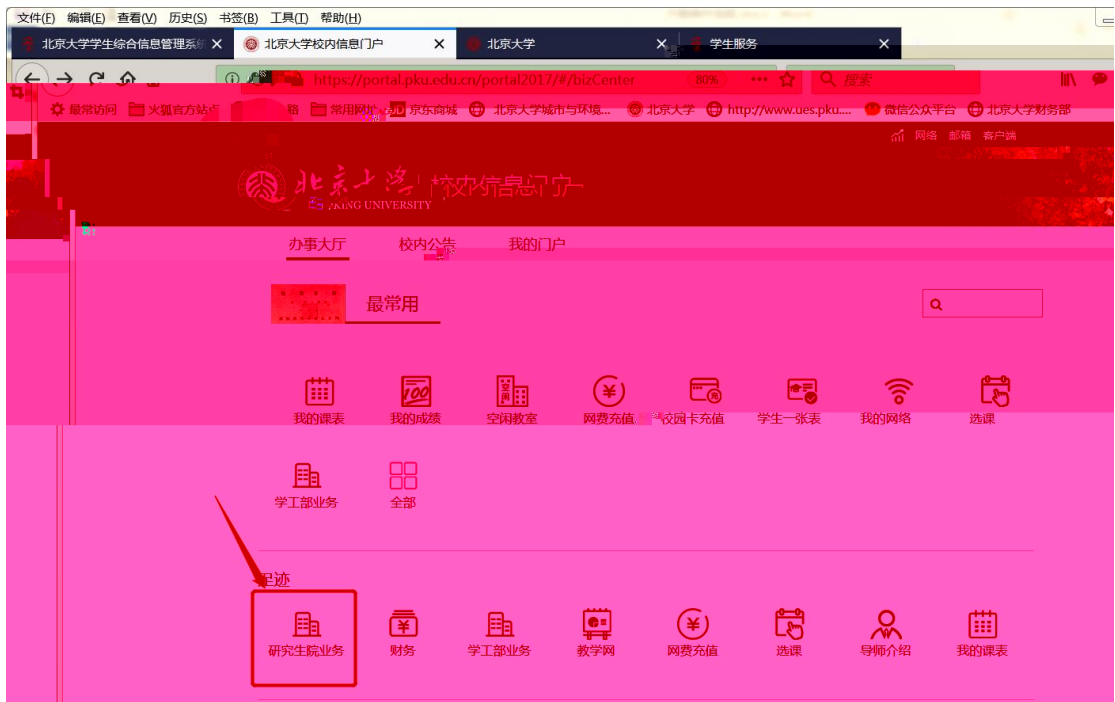 文件(F) 编辑(E) 查看(V) 历史(S) 书签(B) 工具(T) 帮助(H)
北京大学学生综合信息管理系统 北京大学校内信息门户 北京大学 学生服务
https://portal.pku.edu.cn/portal2017/#/bizCenter 80% 搜索
最常访问 火狐官方站点 常用网址 京东商城 北京大学城市与环境... 北京大学 http://www.ues.pku.... 微信公众平台 北京大学财务部
网络 邮箱 客户端
北京大学 校内信息门户
PEKING UNIVERSITY
办事大厅 校内公告 我的门户
最常用
我的课表 我的成绩 空闲教室 网费充值 校园卡充值 学生一张表 我的网络 选课
学工部业务 全部
足迹
研究生院业务 财务 学工部业务 教学网 网费充值 选课 导师介绍 我的课表